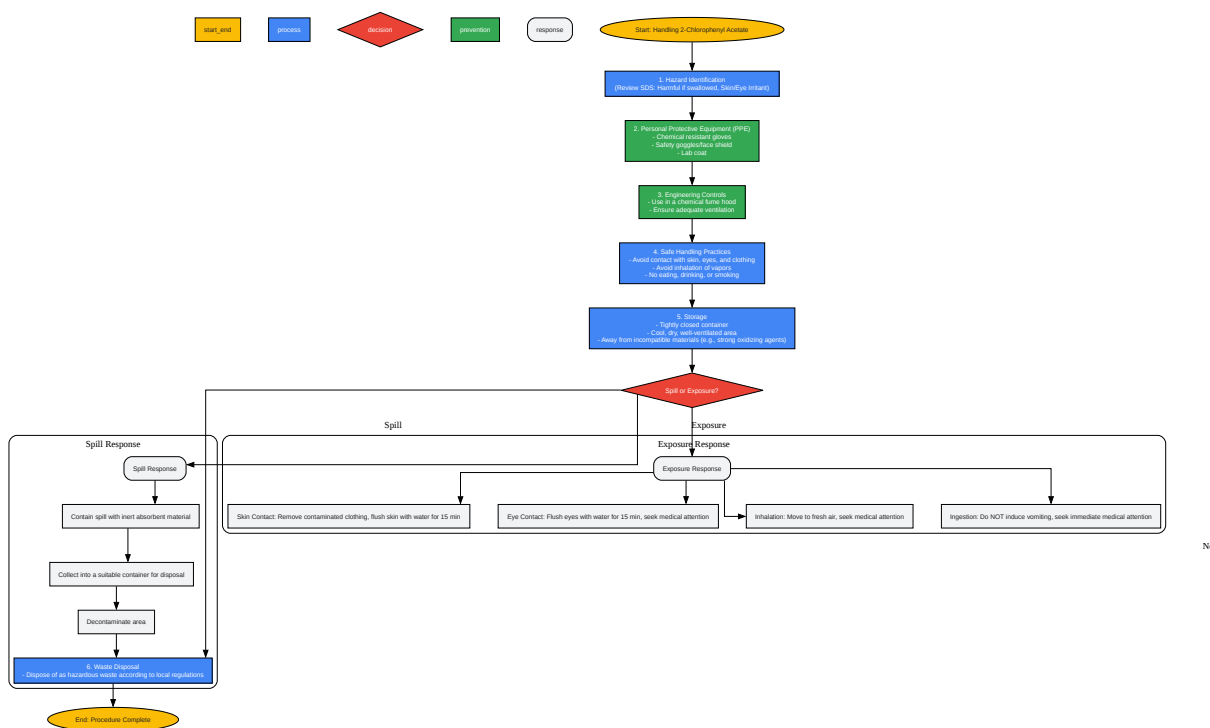 start_end
process
decision
prevention
response
Start: Handling 2-Chlorophenyl Acetate
1. Hazard Identification
(Review SDS: Harmful if swallowed, Skin/Eye Irritant)
2. Personal Protective Equipment (PPE)
- Chemical resistant gloves
- Safety goggles/face shield
- Lab coat
3. Engineering Controls
- Use in a chemical fume hood
- Ensure adequate ventilation
4. Safe Handling Practices
- Avoid contact with skin, eyes, and clothing
- Avoid inhalation of vapors
- No eating, drinking, or smoking
5. Storage
- Tightly closed container
- Cool, dry, well-ventilated area
- Away from incompatible materials (e.g., strong oxidizing agents)
Spill or Exposure?
Spill
Exposure
Spill Response
Exposure Response
Spill Response
Exposure Response
Contain spill with inert absorbent material
Skin Contact: Remove contaminated clothing, flush skin with water for 15 min
Eye Contact: Flush eyes with water for 15 min, seek medical attention
Inhalation: Move to fresh air, seek medical attention
Ingestion: Do NOT induce vomiting, seek immediate medical attention
Collect into a suitable container for disposal
Decontaminate area
6. Waste Disposal
- Dispose of as hazardous waste according to local regulations
End: Procedure Complete